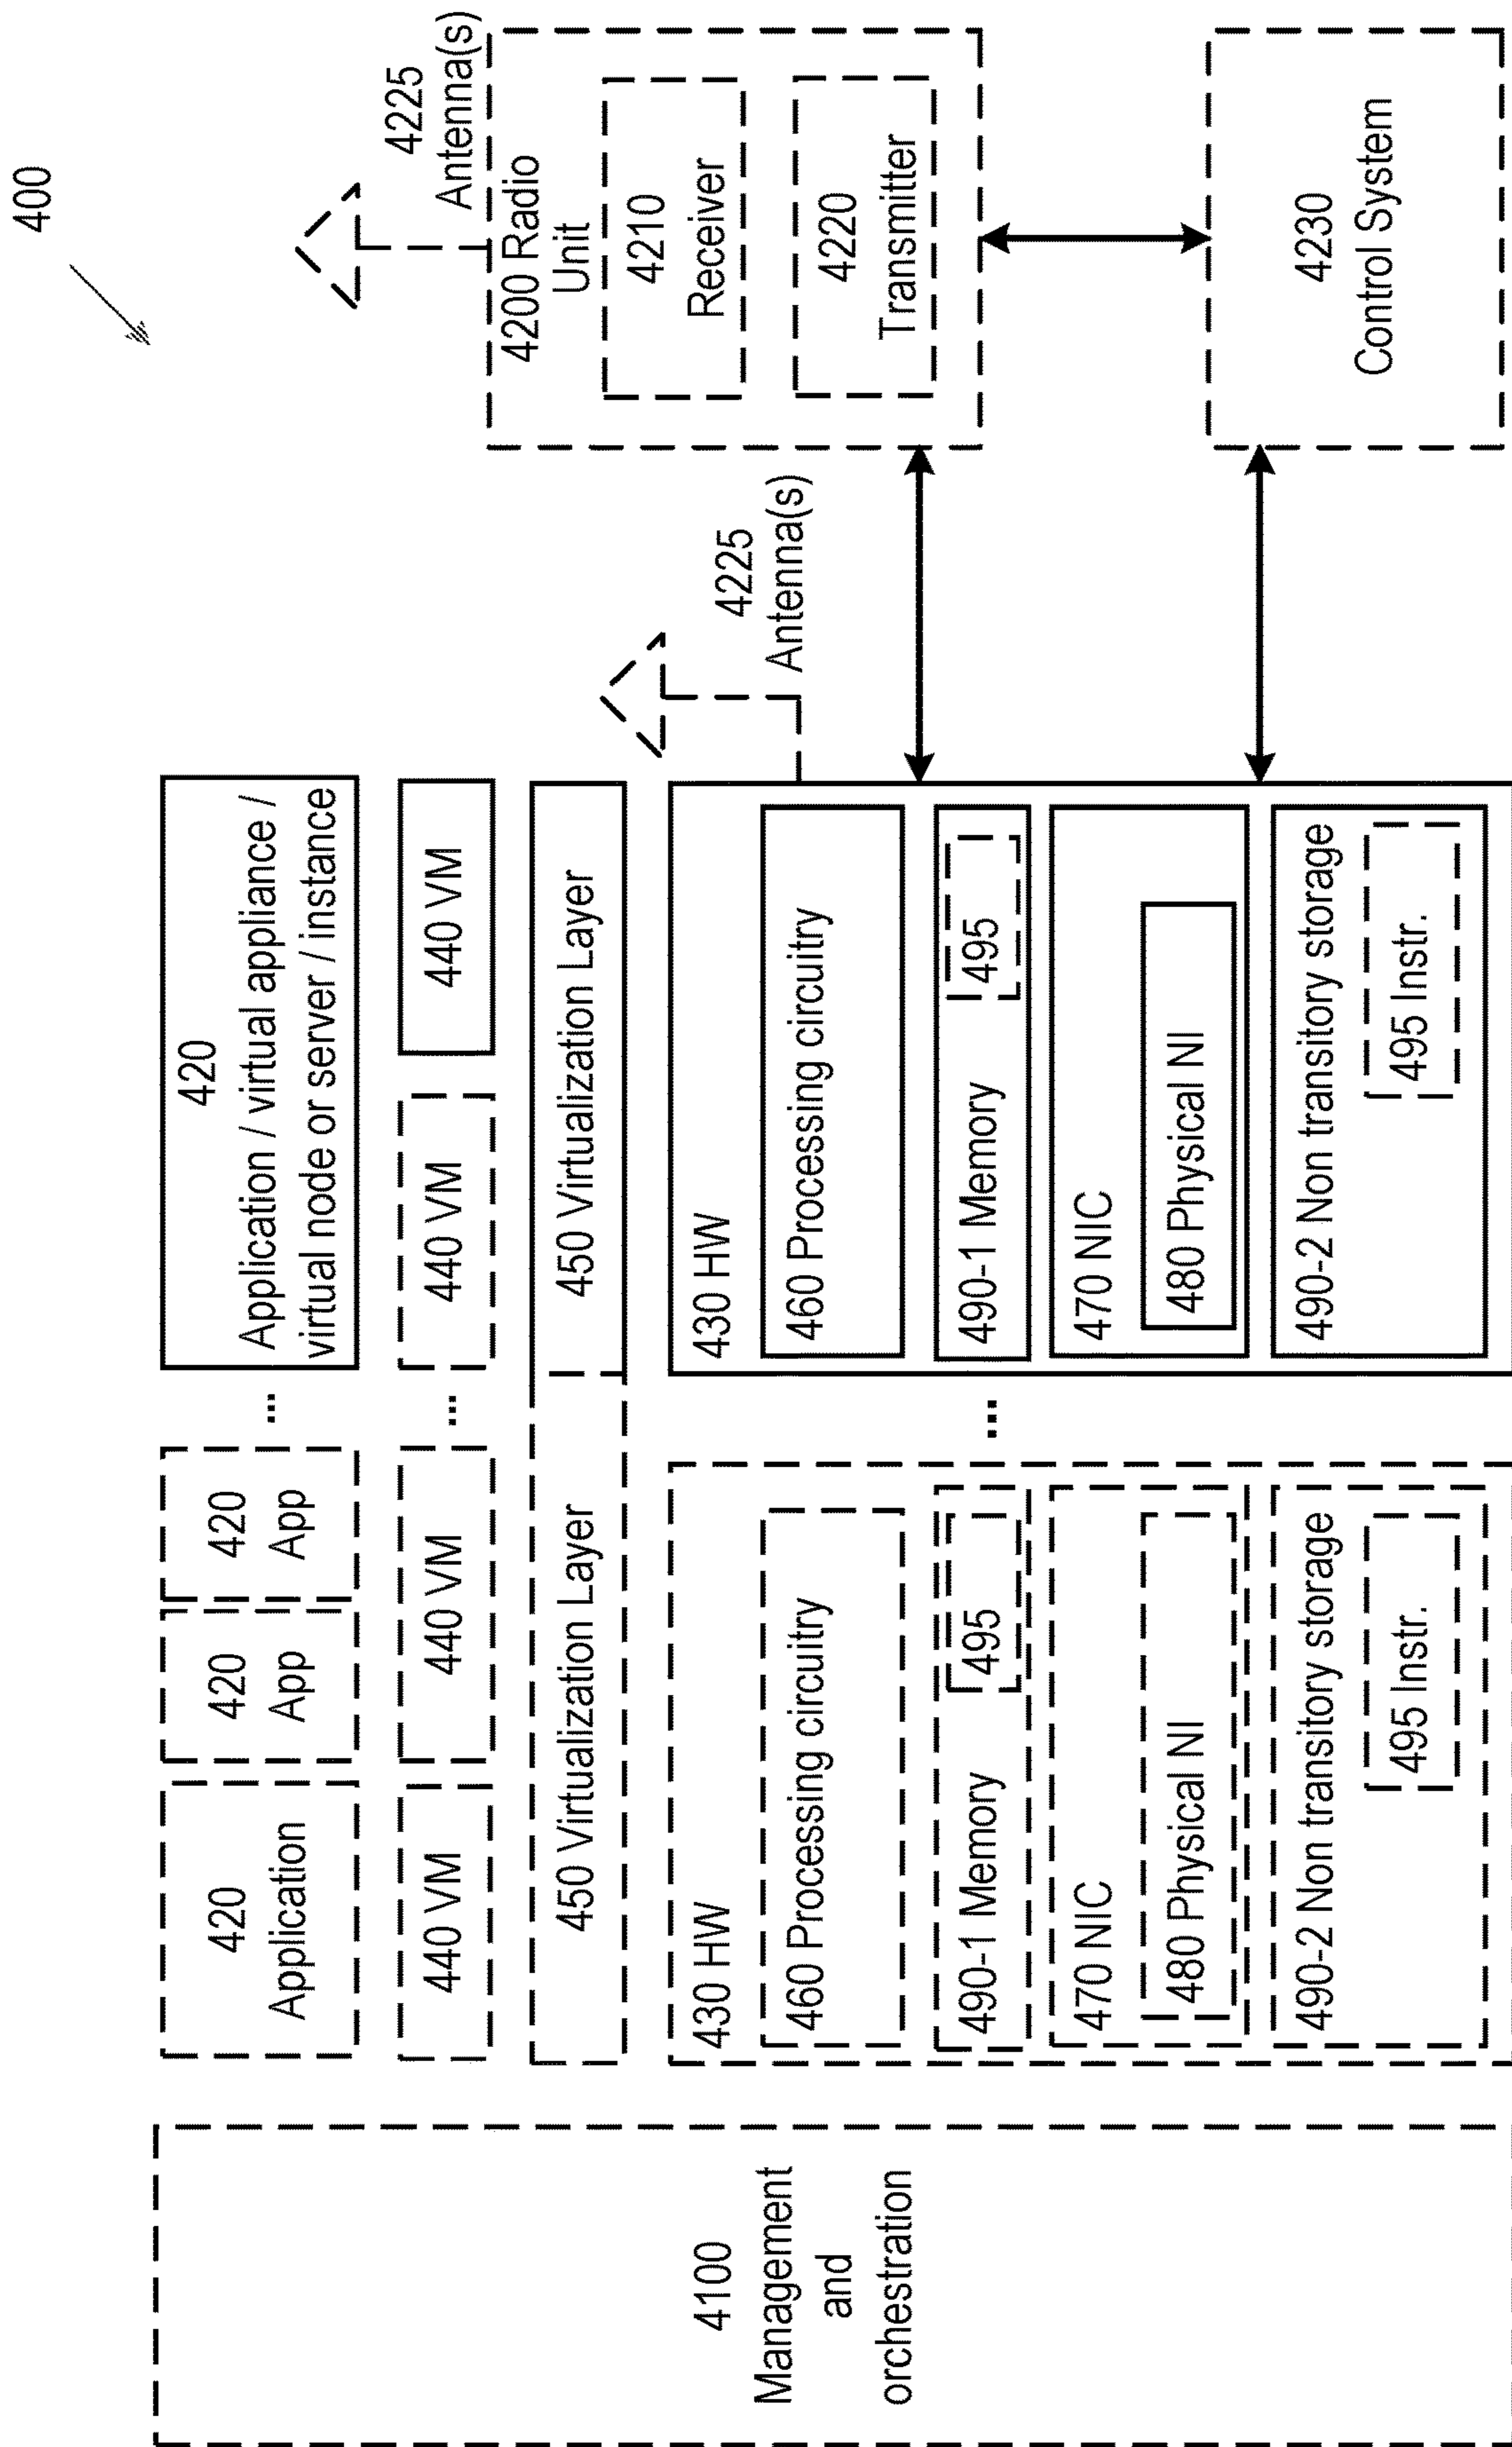 400
4100
Management
and
orchestration
420
Application
420
App
420
App
...
420
Application / virtual appliance /
virtual node or server / instance
440 VM
440 VM
...
440 VM
440 VM
450 Virtualization Layer
450 Virtualization Layer
430 HW
460 Processing circuitry
490-1 Memory
495
470 NIC
480 Physical NI
490-2 Non transitory storage
495 Instr.
...
430 HW
460 Processing circuitry
490-1 Memory
495
470 NIC
480 Physical NI
490-2 Non transitory storage
495 Instr.
4225
Antenna(s)
4225
Antenna(s)
4200 Radio
Unit
4210
Receiver
4220
Transmitter
4230
Control System